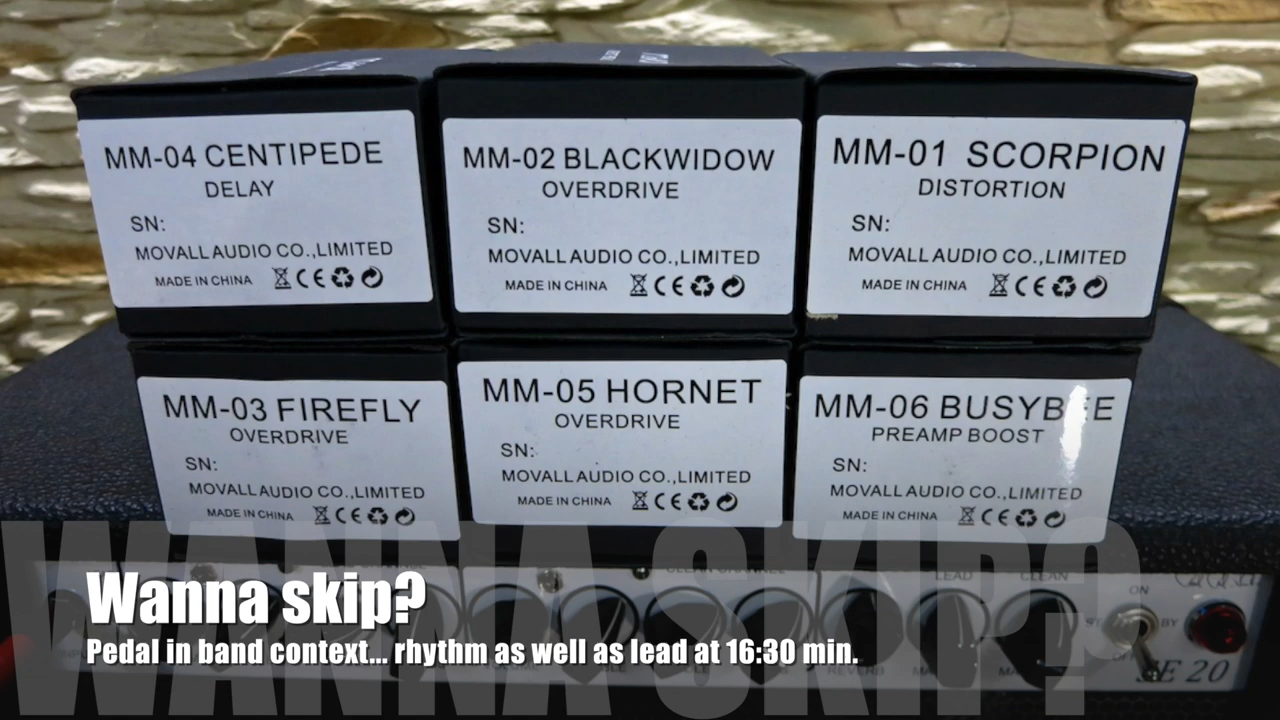 MM-04 CENTIPEDE
DELAY
SN:
MOVALL AUDIO CO.,LIMITED
MADE IN CHINA
MM-02 BLACKWIDOW
OVERDRIVE
SN:
MOVALL AUDIO CO.,LIMITED
MADE IN CHINA
MM-01 SCORPION
DISTORTION
SN:
MOVALL AUDIO CO.,LIMITED
MADE IN CHINA
MM-03 FIREFLY
OVERDRIVE
SN:
MOVALL AUDIO CO.,LIMITED
MADE IN CHINA
MM-05 HORNET
OVERDRIVE
SN:
MOVALL AUDIO CO.,LIMITED
MADE IN CHINA
MM-06 BUSYBEE
PREAMP BOOST
SN:
MOVALL AUDIO CO.,LIMITED
MADE IN CHINA
WANNA SKIP?
Wanna skip?
Pedal in band context... rhythm as well as lead at 16:30 min.
CLEAN CHANNEL
LEAD CLEAN
ON
BY
REVERB
SE 20